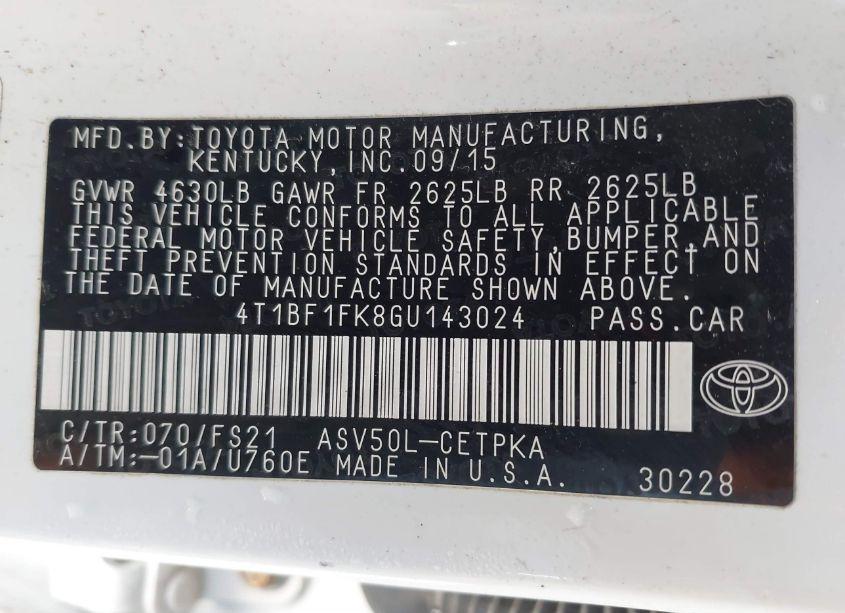 MFD.BY:TOYOTA MOTOR MANUFACTURING,
KENTUCKY,INC.09/15
GVWR 4630LB GAWR FR 2625LB RR 2625LB
THIS VEHICLE CONFORMS TO ALL APPLICABLE
FEDERAL MOTOR VEHICLE SAFETY,BUMPER,AND
THEFT PREVENTION STANDARDS IN EFFECT ON
THE DATE OF MANUFACTURE SHOWN ABOVE.
4T1BF1FK8GU143024 PASS.CAR
C/TR:070/FS21 ASV50L-CETPKA
A/TM:-01A/U760E MADE IN U.S.A. 30228